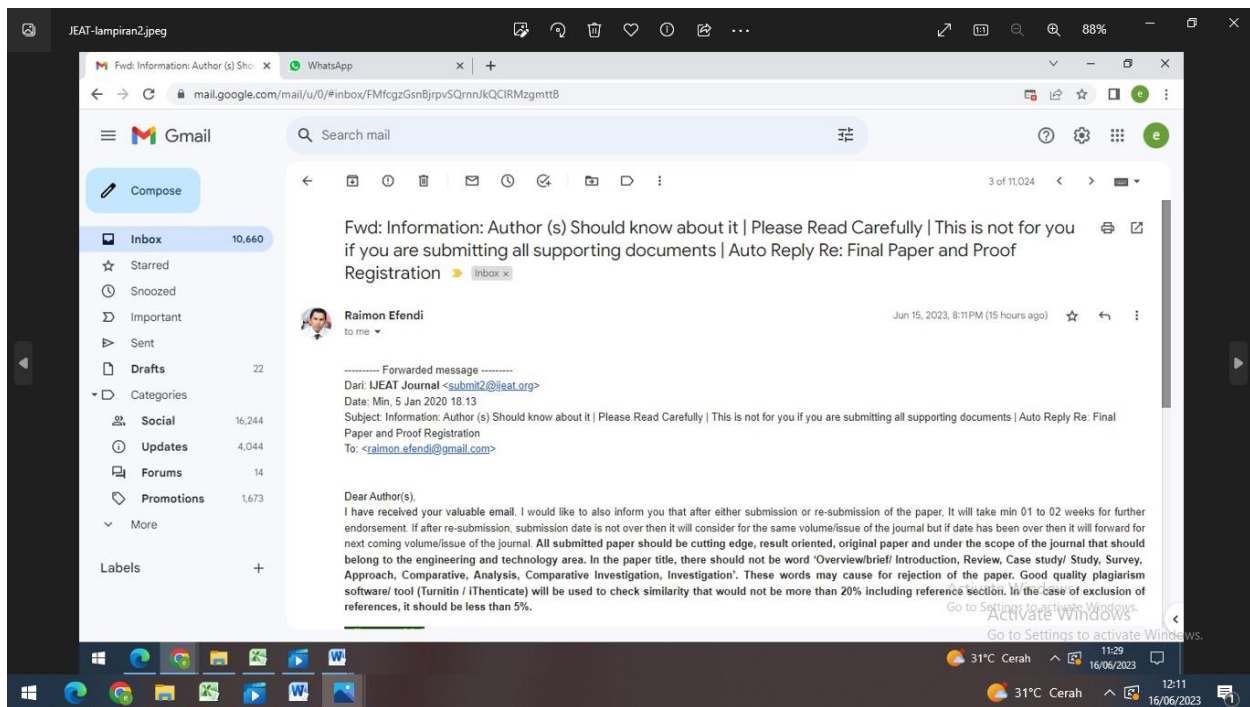 JEAT-lampiran2.jpeg
88%
Fwd: Information: Author (s) Sho
WhatsApp
mail.google.com/mail/u/0/#inbox/FMfcgzGsnBjrpvSQrnnJkQClRMzgmttB
e
Gmail
Search mail
e
Compose
3 of 11,024
Inbox 10,660
Starred
Snoozed
Important
Sent
Drafts 22
Categories
Social 16,244
Updates 4,044
Forums 14
Promotions 1,673
More
Labels
Fwd: Information: Author (s) Should know about it | Please Read Carefully | This is not for you
if you are submitting all supporting documents | Auto Reply Re: Final Paper and Proof
Registration Inbox x
Raimon Efendi
Jun 15, 2023, 8:11 PM (15 hours ago)
to me
---------- Forwarded message ---------
Dari: IJEAT Journal <submit2@ijeat.org>
Date: Min, 5 Jan 2020 18.13
Subject: Information: Author (s) Should know about it | Please Read Carefully | This is not for you if you are submitting all supporting documents | Auto Reply Re: Final
Paper and Proof Registration
To: <raimon.efendi@gmail.com>
Dear Author(s),
I have received your valuable email. I would like to also inform you that after either submission or re-submission of the paper, It will take min 01 to 02 weeks for further
endorsement. If after re-submission, submission date is not over then it will consider for the same volume/issue of the journal but if date has been over then it will forward for
next coming volume/issue of the journal. All submitted paper should be cutting edge, result oriented, original paper and under the scope of the journal that should
belong to the engineering and technology area. In the paper title, there should not be word 'Overview/brief/ Introduction, Review, Case study/ Study, Survey,
Approach, Comparative, Analysis, Comparative Investigation, Investigation'. These words may cause for rejection of the paper. Good quality plagiarism
software/ tool (Turnitin / iThenticate) will be used to check similarity that would not be more than 20% including reference section. In the case of exclusion of
references, it should be less than 5%.
Activate Windows
Go to Settings to activate Windows.
Activate Windows
Go to Settings to activate Windows.
31°C Cerah
11:29
16/06/2023
31°C Cerah
12:11
16/06/2023
1